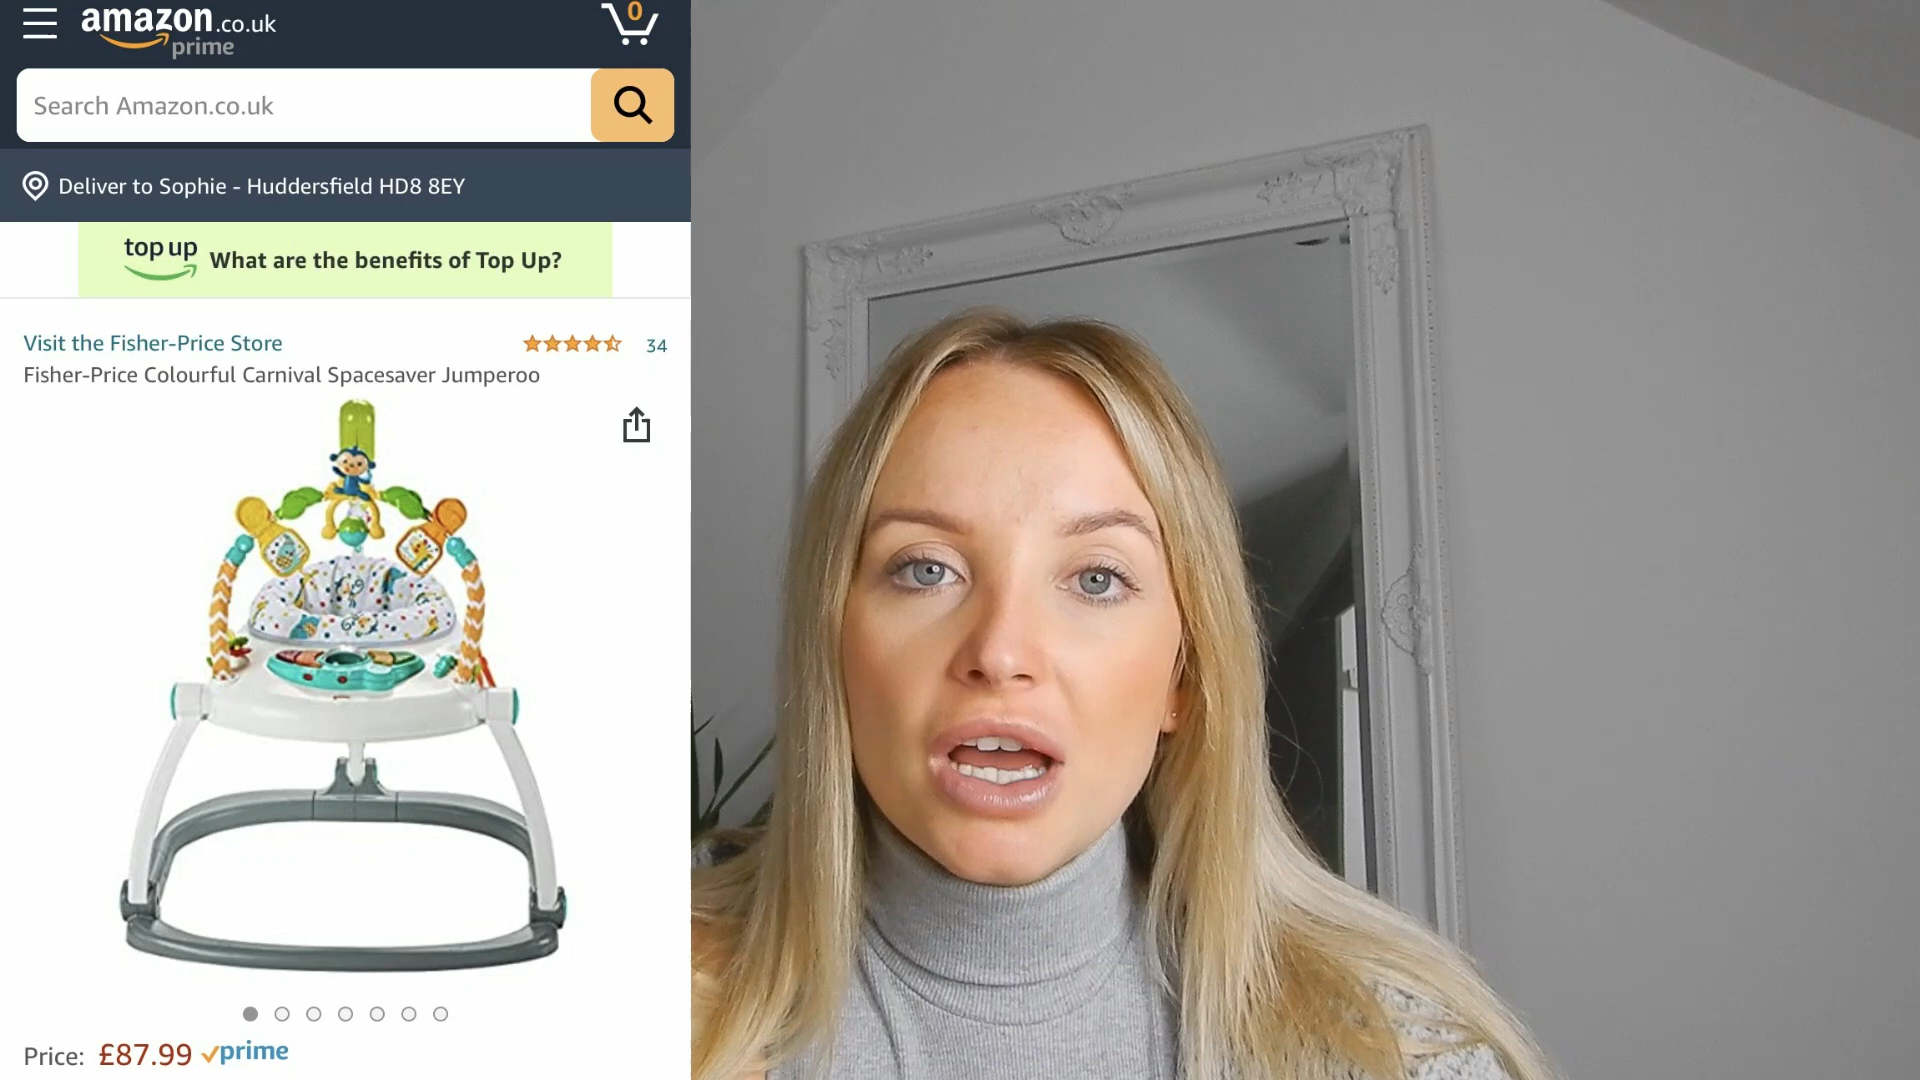 amazon.co.uk
prime
0
Search Amazon.co.uk
Deliver to Sophie - Huddersfield HD8 8EY
top up What are the benefits of Top Up?
Visit the Fisher-Price Store 34
Fisher-Price Colourful Carnival Spacesaver Jumperoo
Price: £87.99 prime